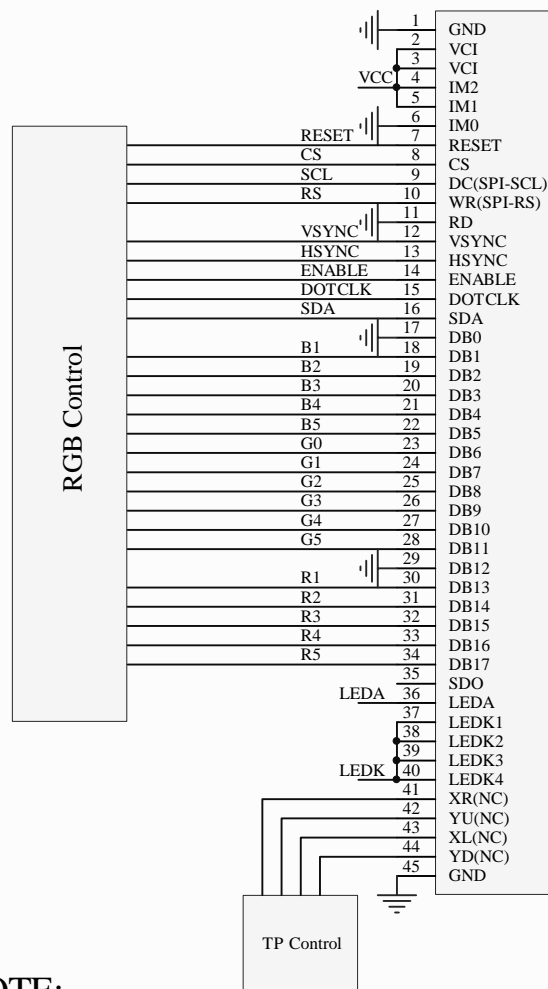 1 GND
2 VCI
3 VCI
VCC 4 IM2
5 IM1
6 IM0
RESET 7 RESET
CS 8 CS
SCL 9 DC(SPI-SCL)
RS 10 WR(SPI-RS)
11 RD
VSYNC 12 VSYNC
HSYNC 13 HSYNC
ENABLE 14 ENABLE
DOTCLK 15 DOTCLK
SDA 16 SDA
17 DB0
B1 18 DB1
B2 19 DB2
B3 20 DB3
B4 21 DB4
B5 22 DB5
G0 23 DB6
G1 24 DB7
G2 25 DB8
G3 26 DB9
G4 27 DB10
G5 28 DB11
29 DB12
R1 30 DB13
R2 31 DB14
R3 32 DB15
R4 33 DB16
R5 34 DB17
35 SDO
LEDA 36 LEDA
37 LEDK1
38 LEDK2
39 LEDK3
LEDK 40 LEDK4
41 XR(NC)
42 YU(NC)
43 XL(NC)
44 YD(NC)
45 GND
RGB Control
TP Control